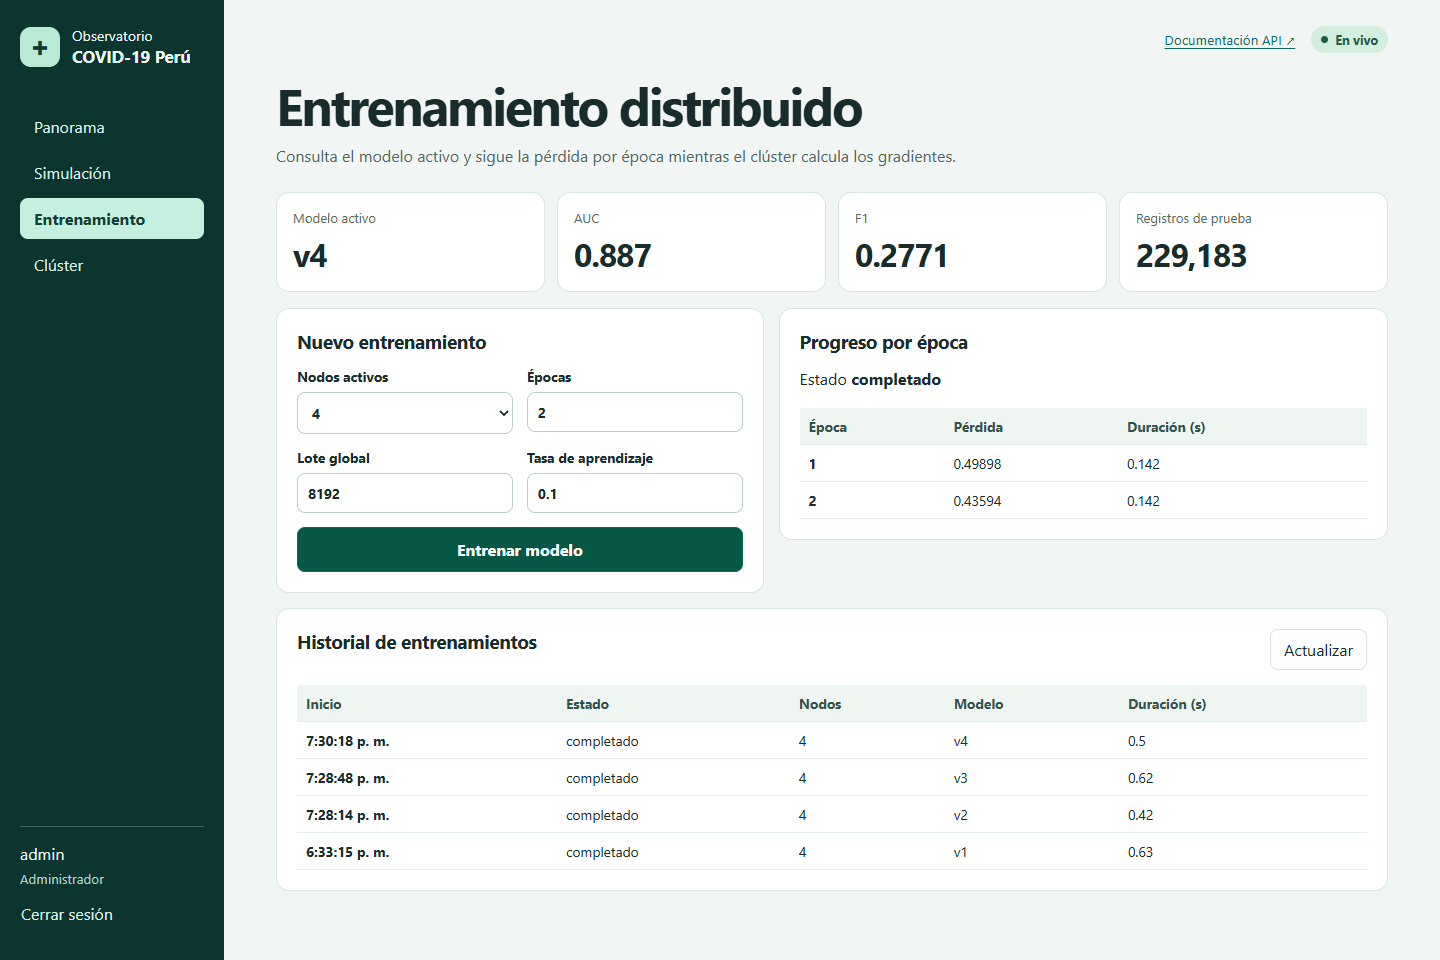 Observatorio
COVID-19 Perú
Panorama
Simulación
Entrenamiento
Clúster
admin
Administrador
Cerrar sesión
Documentación API ↗
En vivo
Entrenamiento distribuido
Consulta el modelo activo y sigue la pérdida por época mientras el clúster calcula los gradientes.
Modelo activo
v4
AUC
0.887
F1
0.2771
Registros de prueba
229,183
Nuevo entrenamiento
Nodos activos
4
Épocas
2
Lote global
8192
Tasa de aprendizaje
0.1
Entrenar modelo
Progreso por época
Estado completado
Época Pérdida Duración (s)
1 0.49898 0.142
2 0.43594 0.142
Historial de entrenamientos
Actualizar
Inicio Estado Nodos Modelo Duración (s)
7:30:18 p. m. completado 4 v4 0.5
7:28:48 p. m. completado 4 v3 0.62
7:28:14 p. m. completado 4 v2 0.42
6:33:15 p. m. completado 4 v1 0.63